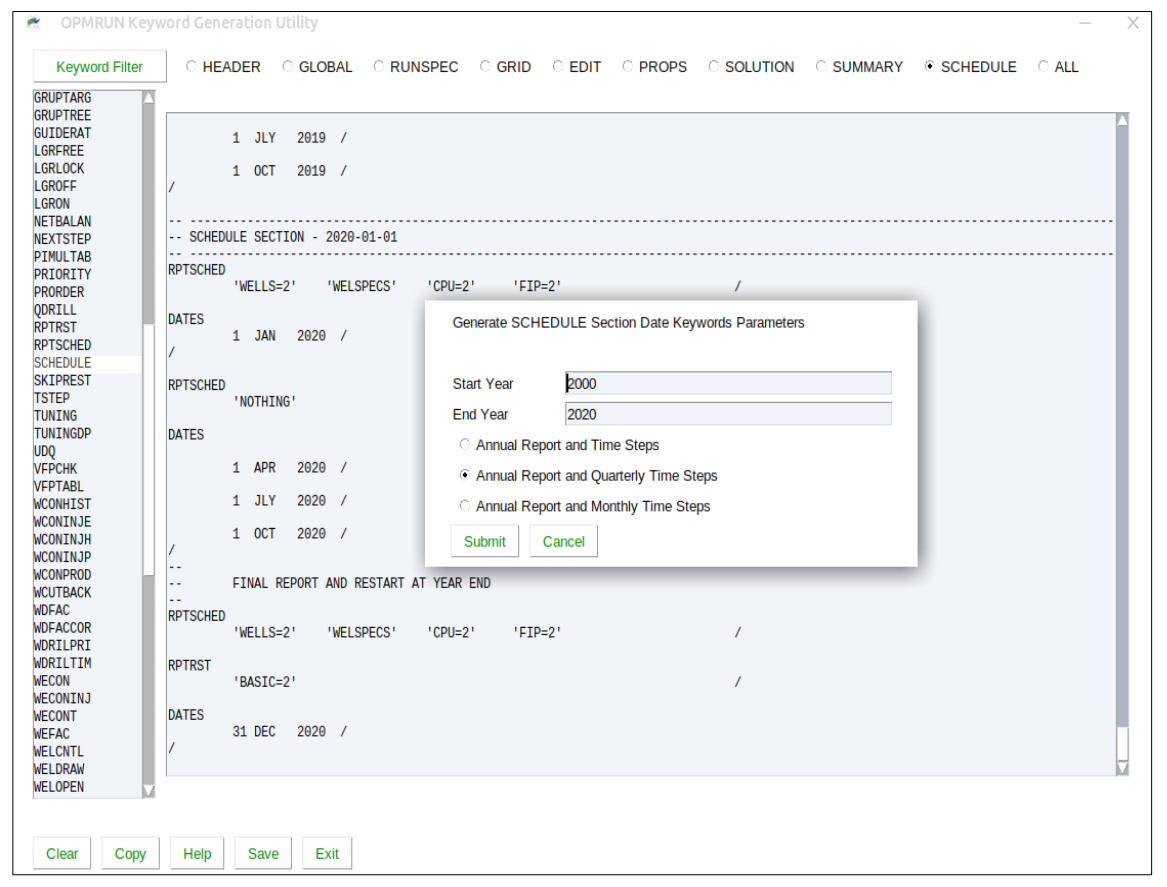 OPMRUN Keyword Generation Utility
Keyword Filter
HEADER GLOBAL RUNSPEC GRID EDIT PROPS SOLUTION SUMMARY SCHEDULE ALL
GRUPTARG
GRUPTREE
GUIDERAT
LGRFREE
LGRLOCK
LGROFF
LGRON
NETBALAN
NEXTSTEP
PIMULTAB
PRIORITY
PRORDER
QDRILL
RPTRST
RPTSCHED
SCHEDULE
SKIPREST
TSTEP
TUNING
TUNINGDP
UDQ
VFPCHK
VFPTABL
WCONHIST
WCONINJE
WCONINJH
WCONINJP
WCONPROD
WCUTBACK
WDFAC
WDFACCOR
WDRILPRI
WDRILTIM
WECON
WECONINJ
WECONT
WEFAC
WELCNTL
WELDRAW
WELOPEN
1 JLY 2019 /
1 OCT 2019 /
/
-- --------------------------------------------------------------------------------------------------------------------------------
-- SCHEDULE SECTION - 2020-01-01
-- --------------------------------------------------------------------------------------------------------------------------------
RPTSCHED
'WELLS=2' 'WELSPECS' 'CPU=2' 'FIP=2' /
DATES
1 JAN 2020 /
/
RPTSCHED
'NOTHING'
DATES
1 APR 2020 /
1 JLY 2020 /
1 OCT 2020 /
/
--
-- FINAL REPORT AND RESTART AT YEAR END
--
RPTSCHED
'WELLS=2' 'WELSPECS' 'CPU=2' 'FIP=2' /
RPTRST
'BASIC=2' /
DATES
31 DEC 2020 /
/
Generate SCHEDULE Section Date Keywords Parameters
Start Year 2000
End Year 2020
Annual Report and Time Steps
Annual Report and Quarterly Time Steps
Annual Report and Monthly Time Steps
Submit Cancel
Clear Copy Help Save Exit